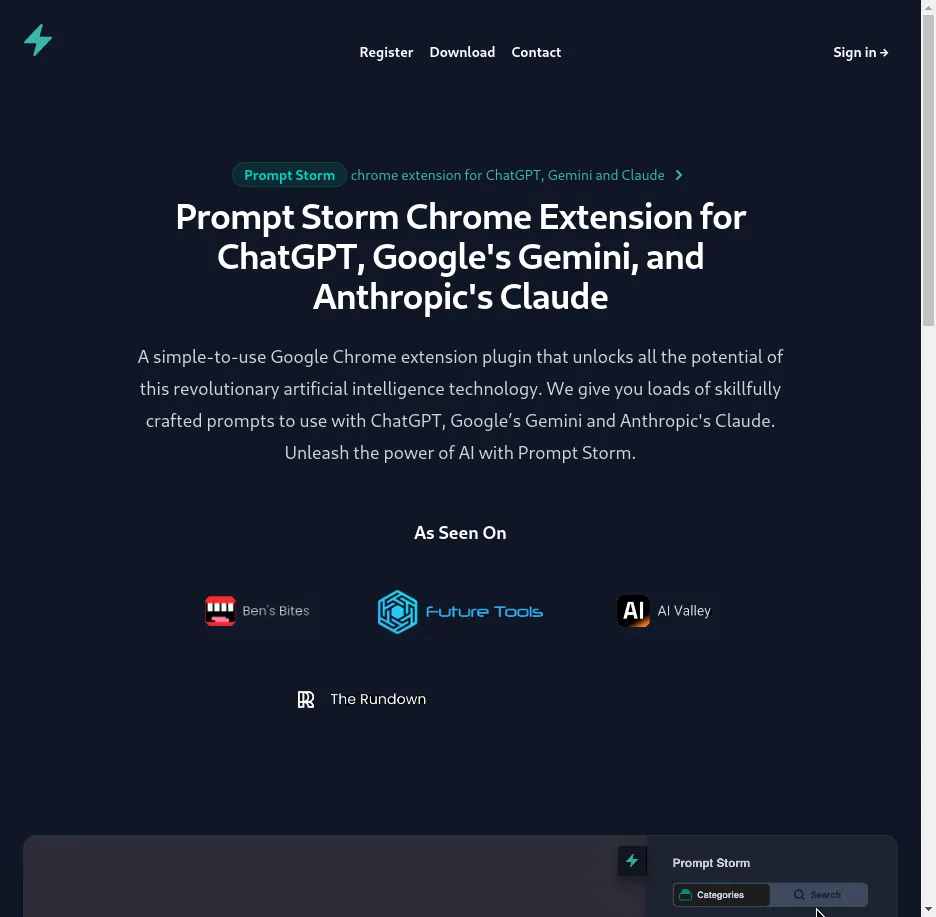 Register Download Contact Sign in →
Prompt Storm chrome extension for ChatGPT, Gemini and Claude
Prompt Storm Chrome Extension for
ChatGPT, Google's Gemini, and
Anthropic's Claude
A simple-to-use Google Chrome extension plugin that unlocks all the potential of
this revolutionary artificial intelligence technology. We give you loads of skillfully
crafted prompts to use with ChatGPT, Google’s Gemini and Anthropic's Claude.
Unleash the power of AI with Prompt Storm.
As Seen On
Ben's Bites Future Tools AI AI Valley
R The Rundown
Prompt Storm
Categories Search